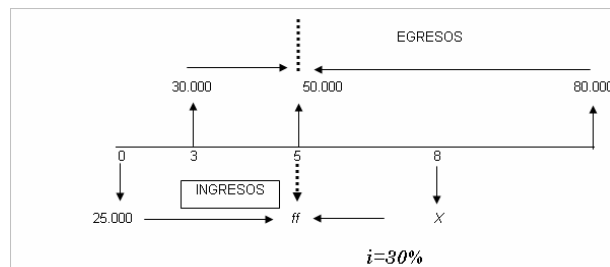 EGRESOS
30.000 50.000 80.000
0 3 5 8
INGRESOS
25.000 ff X
i=30%